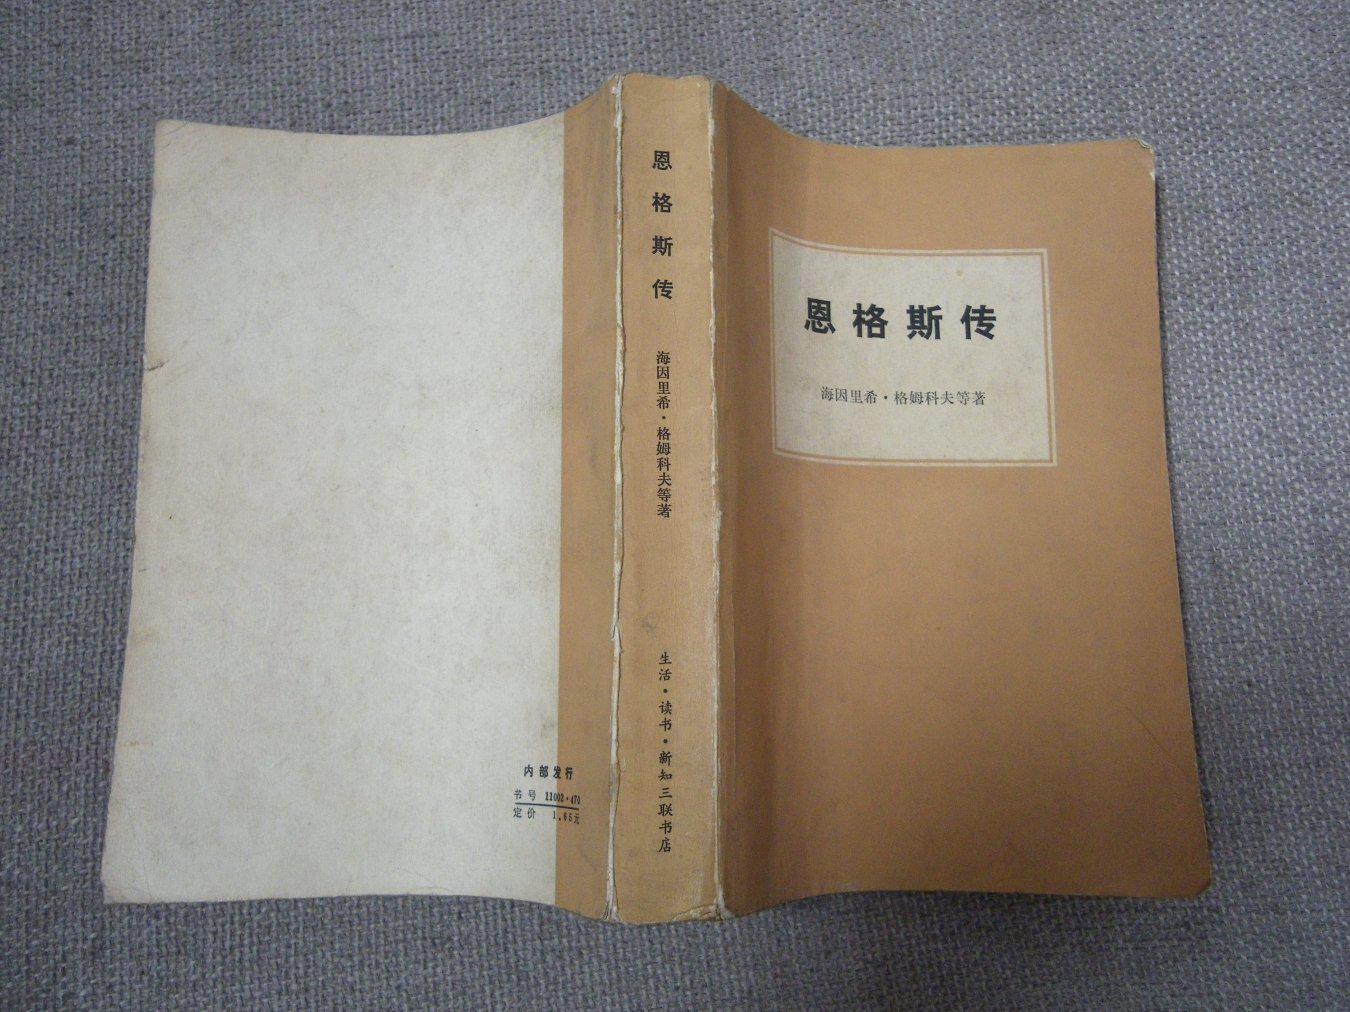 恩格斯传
海因里希·格姆科夫等著
恩格斯传
海因里希·格姆科夫等著
生活·读书·新知三联书店
内部发行
书号 11002·470
定价 1.65元